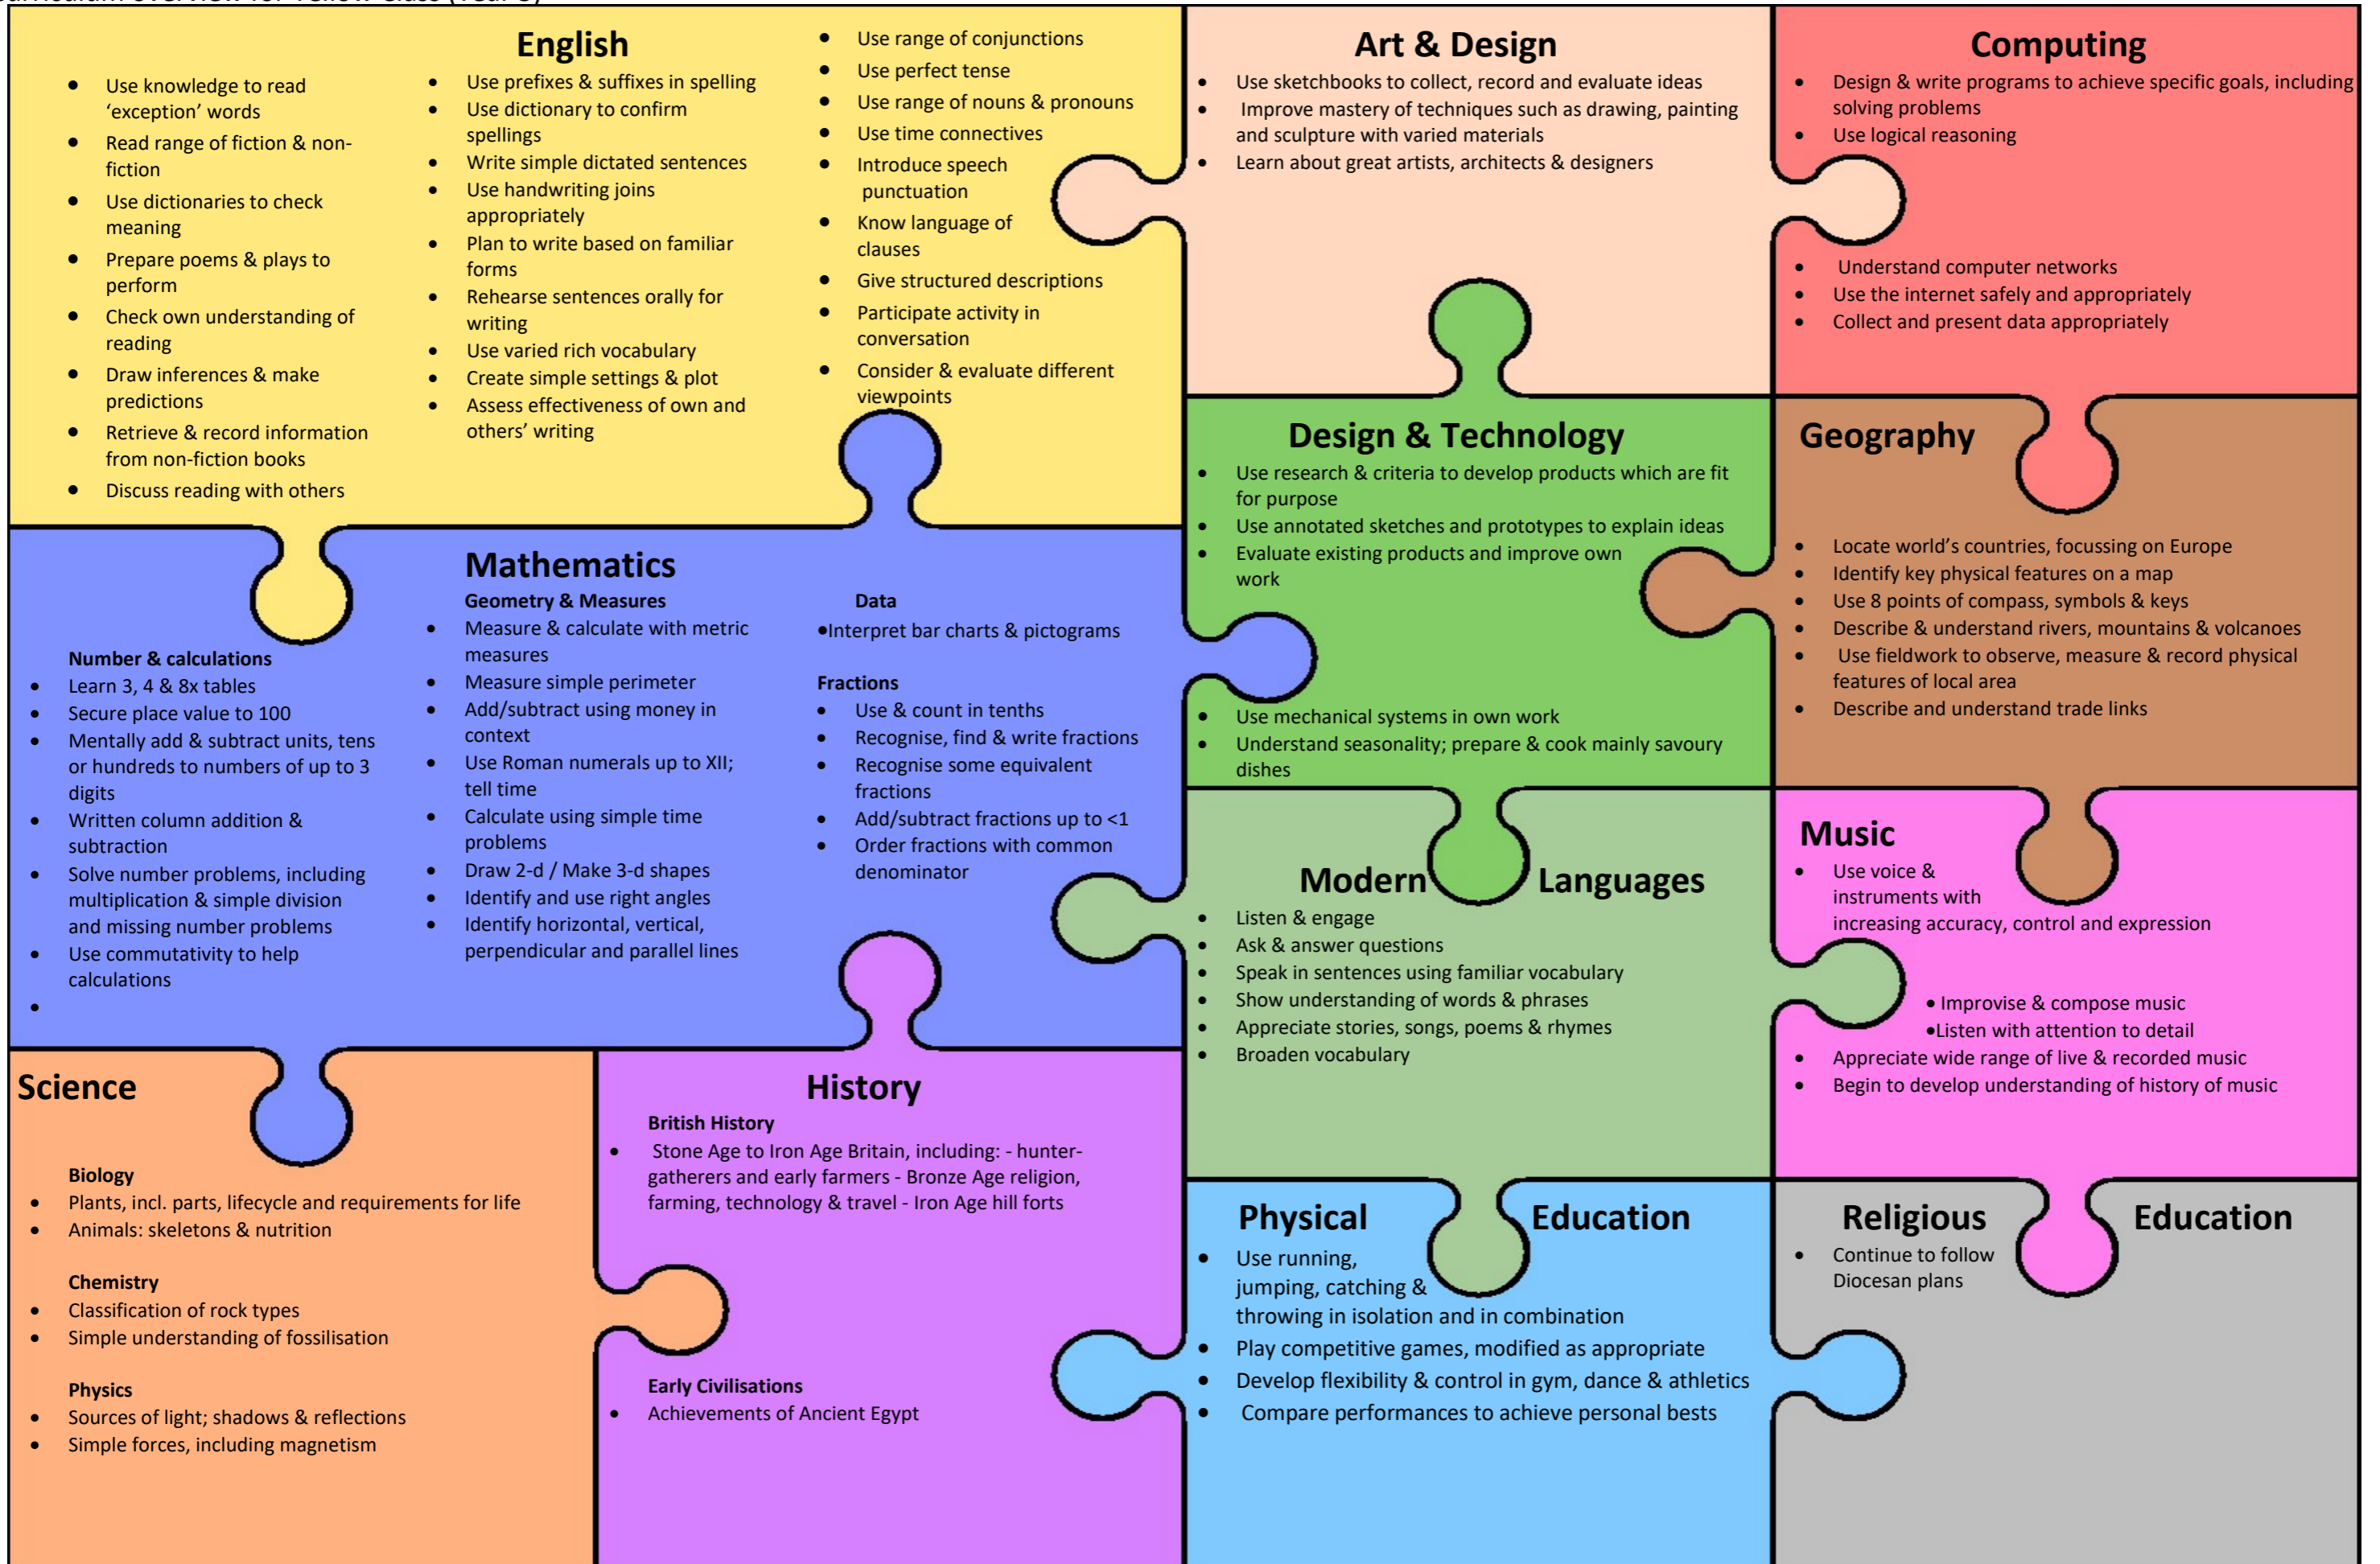 English
• Use knowledge to read
‘exception’ words
• Read range of fiction & non-
fiction
• Use dictionaries to check
meaning
• Prepare poems & plays to
perform
• Check own understanding of
reading
• Draw inferences & make
predictions
• Retrieve & record information
from non-fiction books
• Discuss reading with others
• Use prefixes & suffixes in spelling
• Use dictionary to confirm
spellings
• Write simple dictated sentences
• Use handwriting joins
appropriately
• Plan to write based on familiar
forms
• Rehearse sentences orally for
writing
• Use varied rich vocabulary
• Create simple settings & plot
• Assess effectiveness of own and
others’ writing
• Use range of conjunctions
• Use perfect tense
• Use range of nouns & pronouns
• Use time connectives
• Introduce speech
punctuation
• Know language of
clauses
• Give structured descriptions
• Participate activity in
conversation
• Consider & evaluate different
viewpoints
Art & Design
• Use sketchbooks to collect, record and evaluate ideas
• Improve mastery of techniques such as drawing, painting
and sculpture with varied materials
• Learn about great artists, architects & designers
Computing
• Design & write programs to achieve specific goals, including
solving problems
• Use logical reasoning
• Understand computer networks
• Use the internet safely and appropriately
• Collect and present data appropriately
Mathematics
Number & calculations
• Learn 3, 4 & 8x tables
• Secure place value to 100
• Mentally add & subtract units, tens
or hundreds to numbers of up to 3
digits
• Written column addition &
subtraction
• Solve number problems, including
multiplication & simple division
and missing number problems
• Use commutativity to help
calculations
•
Geometry & Measures
• Measure & calculate with metric
measures
• Measure simple perimeter
• Add/subtract using money in
context
• Use Roman numerals up to XII;
tell time
• Calculate using simple time
problems
• Draw 2-d / Make 3-d shapes
• Identify and use right angles
• Identify horizontal, vertical,
perpendicular and parallel lines
Data
•Interpret bar charts & pictograms
Fractions
• Use & count in tenths
• Recognise, find & write fractions
• Recognise some equivalent
fractions
• Add/subtract fractions up to <1
• Order fractions with common
denominator
Design & Technology
• Use research & criteria to develop products which are fit
for purpose
• Use annotated sketches and prototypes to explain ideas
• Evaluate existing products and improve own
work
• Use mechanical systems in own work
• Understand seasonality; prepare & cook mainly savoury
dishes
Geography
• Locate world’s countries, focussing on Europe
• Identify key physical features on a map
• Use 8 points of compass, symbols & keys
• Describe & understand rivers, mountains & volcanoes
• Use fieldwork to observe, measure & record physical
features of local area
• Describe and understand trade links
Modern Languages
• Listen & engage
• Ask & answer questions
• Speak in sentences using familiar vocabulary
• Show understanding of words & phrases
• Appreciate stories, songs, poems & rhymes
• Broaden vocabulary
Music
• Use voice &
instruments with
increasing accuracy, control and expression
• Improvise & compose music
•Listen with attention to detail
• Appreciate wide range of live & recorded music
• Begin to develop understanding of history of music
Science
Biology
• Plants, incl. parts, lifecycle and requirements for life
• Animals: skeletons & nutrition
Chemistry
• Classification of rock types
• Simple understanding of fossilisation
Physics
• Sources of light; shadows & reflections
• Simple forces, including magnetism
History
British History
• Stone Age to Iron Age Britain, including: - hunter-
gatherers and early farmers - Bronze Age religion,
farming, technology & travel - Iron Age hill forts
Early Civilisations
• Achievements of Ancient Egypt
Physical Education
• Use running,
jumping, catching &
throwing in isolation and in combination
• Play competitive games, modified as appropriate
• Develop flexibility & control in gym, dance & athletics
• Compare performances to achieve personal bests
Religious Education
• Continue to follow
Diocesan plans